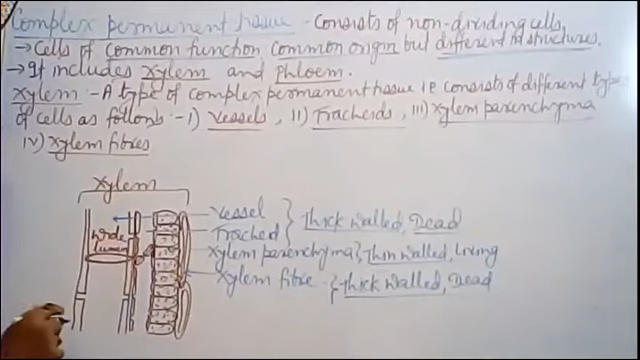 Complex permanent tissue - Consists of non-dividing cells,
→ Cells of common function common origin but different in structures.
→ It includes xylem and Phloem.
Xylem - A type of complex permanent tissue i.e consists of different type
of cells as follows :- i) Vessels, ii) Tracheids, iii) Xylem parenchyma
iv) Xylem fibres
Xylem
wide lumen
Vessel
Trached } thick walled, Dead
Xylem parenchyma }, thin walled, Living
Xylem fibre } thick walled, Dead